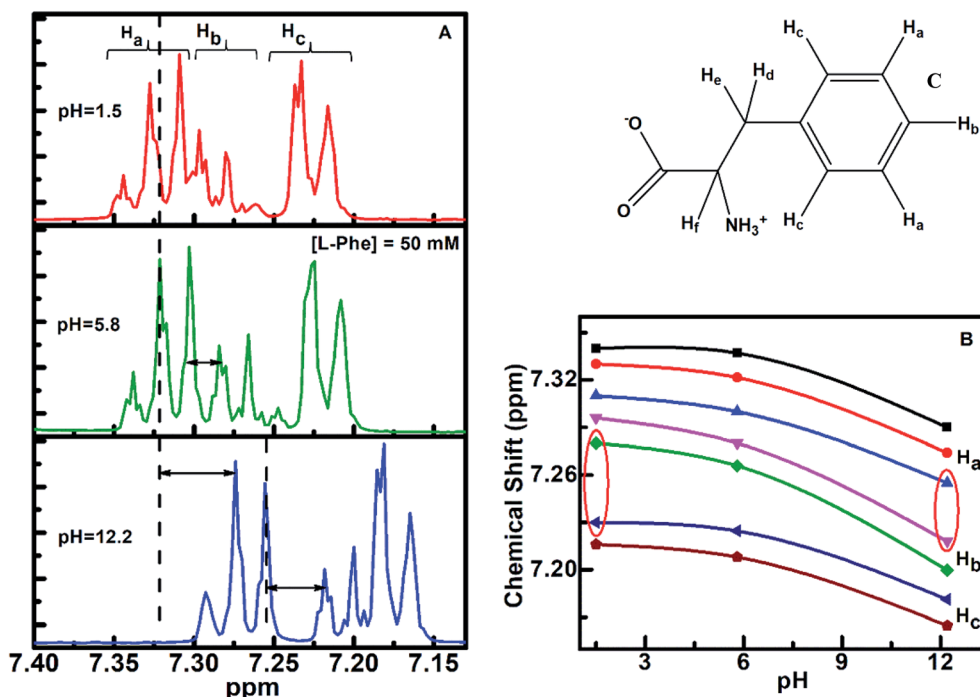 A
Ha
Hb
Hc
pH=1.5
[L-Phe] = 50 mM
pH=5.8
pH=12.2
7.40 7.35 7.30 7.25 7.20 7.15
ppm
Hc
Ha
He
Hd
C
-O
Hb
O
Hf
NH3+
Hc
Ha
B
7.32
7.26
7.20
Chemical Shift (ppm)
Ha
Hb
Hc
3 6 9 12
pH